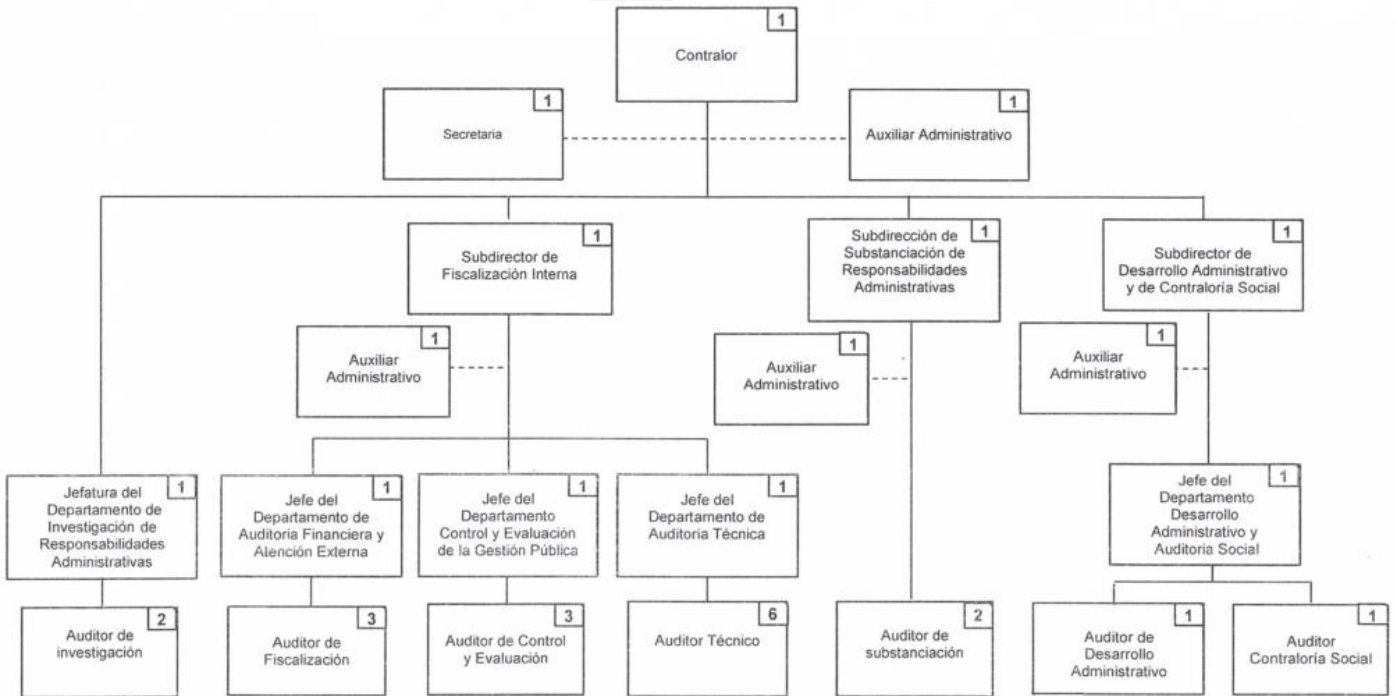 1
Contralor
1
Secretaria
1
Auxiliar Administrativo
1
Subdirector de
Fiscalización Interna
1
Subdirección de
Substanciación de
Responsabilidades
Administrativas
1
Subdirector de
Desarrollo Administrativo
y de Contraloría Social
1
Auxiliar
Administrativo
1
Auxiliar
Administrativo
1
Auxiliar
Administrativo
1
Jefatura del
Departamento de
Investigación de
Responsabilidades
Administrativas
1
Jefe del
Departamento de
Auditoria Financiera y
Atención Externa
1
Jefe del
Departamento
Control y Evaluación
de la Gestión Pública
1
Jefe del
Departamento de
Auditoria Técnica
1
Jefe del
Departamento
Desarrollo
Administrativo y
Auditoria Social
2
Auditor de
investigación
3
Auditor de
Fiscalización
3
Auditor de Control
y Evaluación
6
Auditor Técnico
2
Auditor de
substanciación
1
Auditor de
Desarrollo
Administrativo
1
Auditor
Contraloría Social